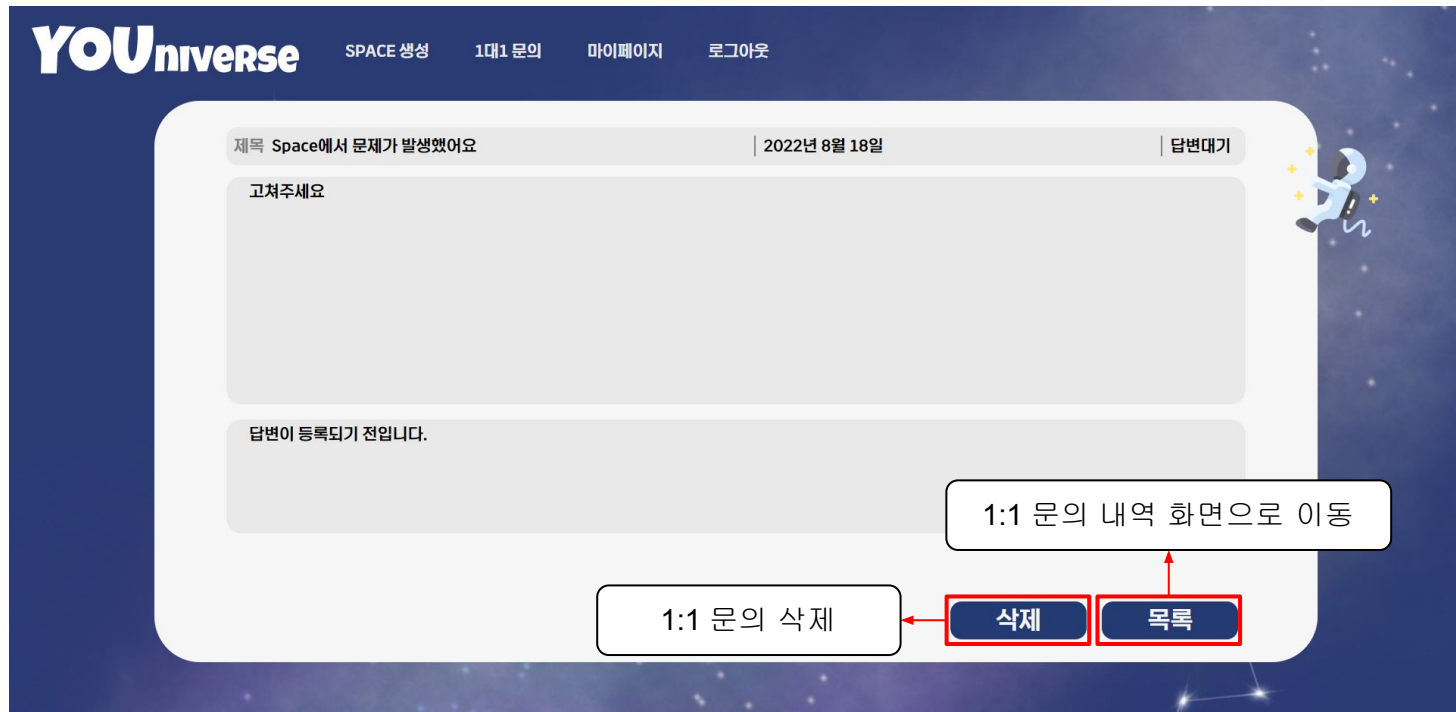 YOUniveRse SPACE 생성 1대1 문의 마이페이지 로그아웃
제목 Space에서 문제가 발생했어요 2022년 8월 18일 답변대기
고쳐주세요
답변이 등록되기 전입니다.
1:1 문의 내역 화면으로 이동
1:1 문의 삭제 삭제 목록